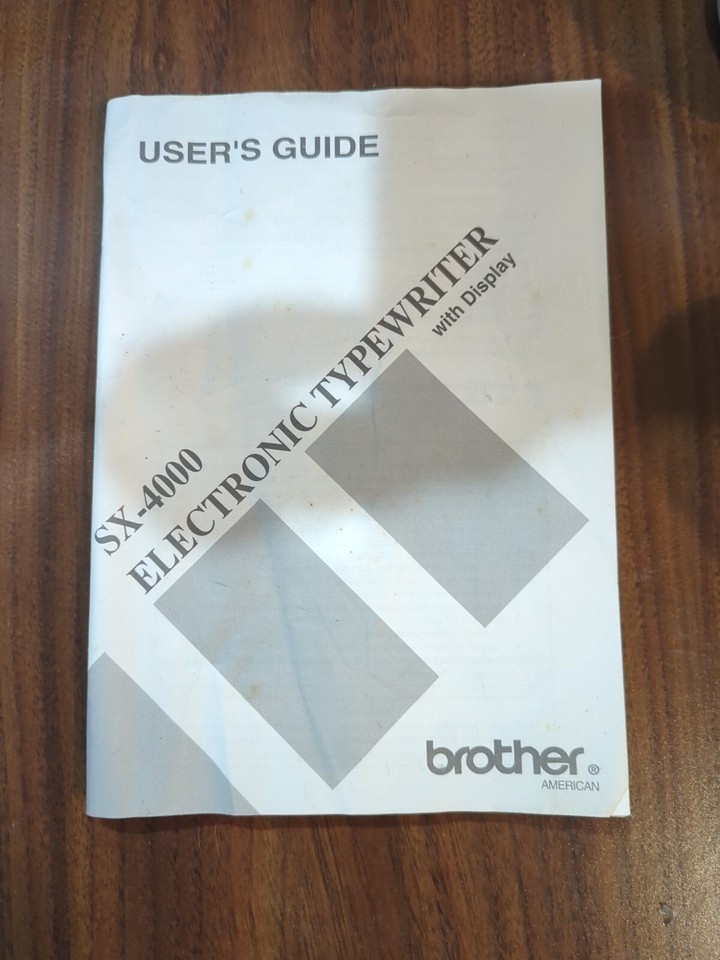 USER'S GUIDE
SX-4000
ELECTRONIC TYPEWRITER
with Display
brother ®
AMERICAN